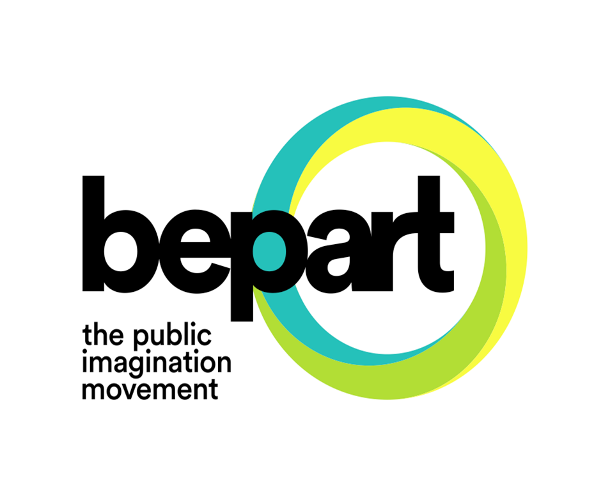 bepart
the public
imagination
movement